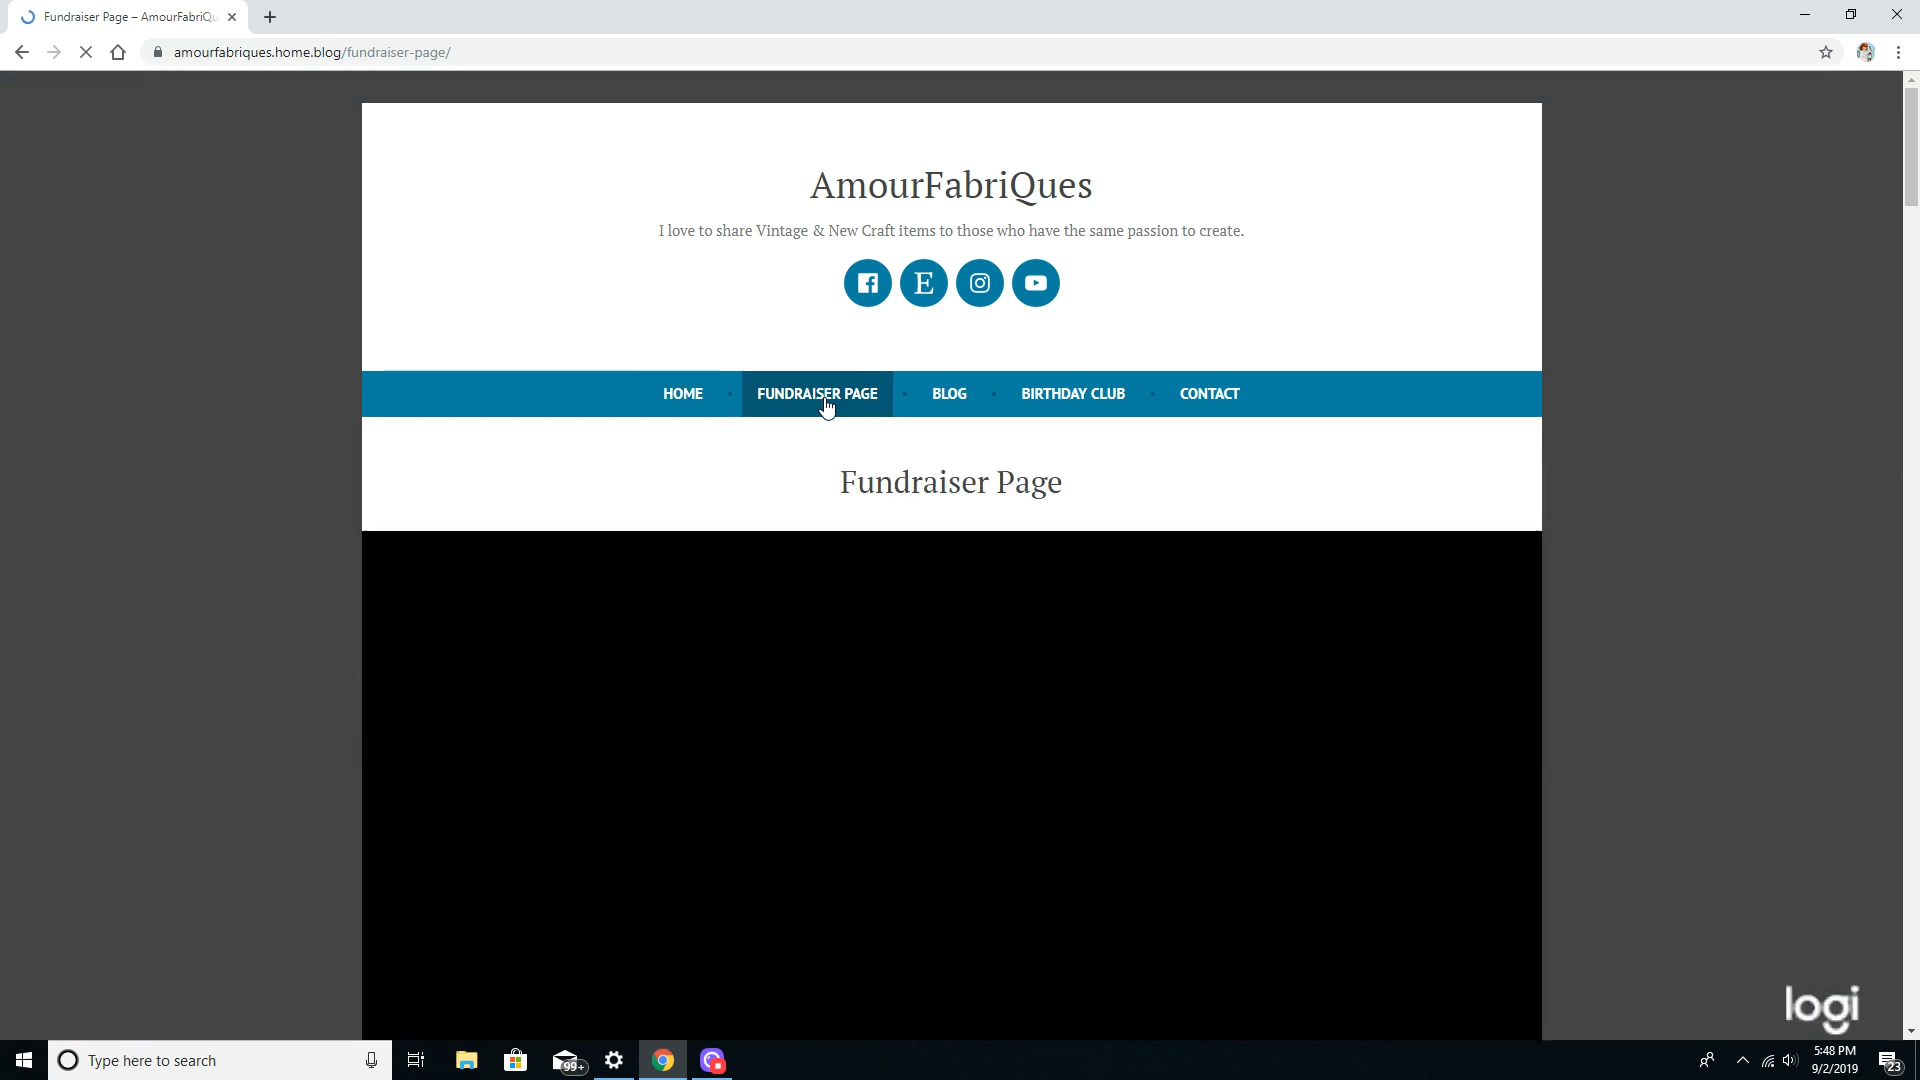 Fundraiser Page – AmourFabriQu
amourfabriques.home.blog/fundraiser-page/
AmourFabriQues
I love to share Vintage & New Craft items to those who have the same passion to create.
E
HOME FUNDRAISER PAGE BLOG BIRTHDAY CLUB CONTACT
Fundraiser Page
logi
Type here to search
99+
5:48 PM
9/2/2019
23